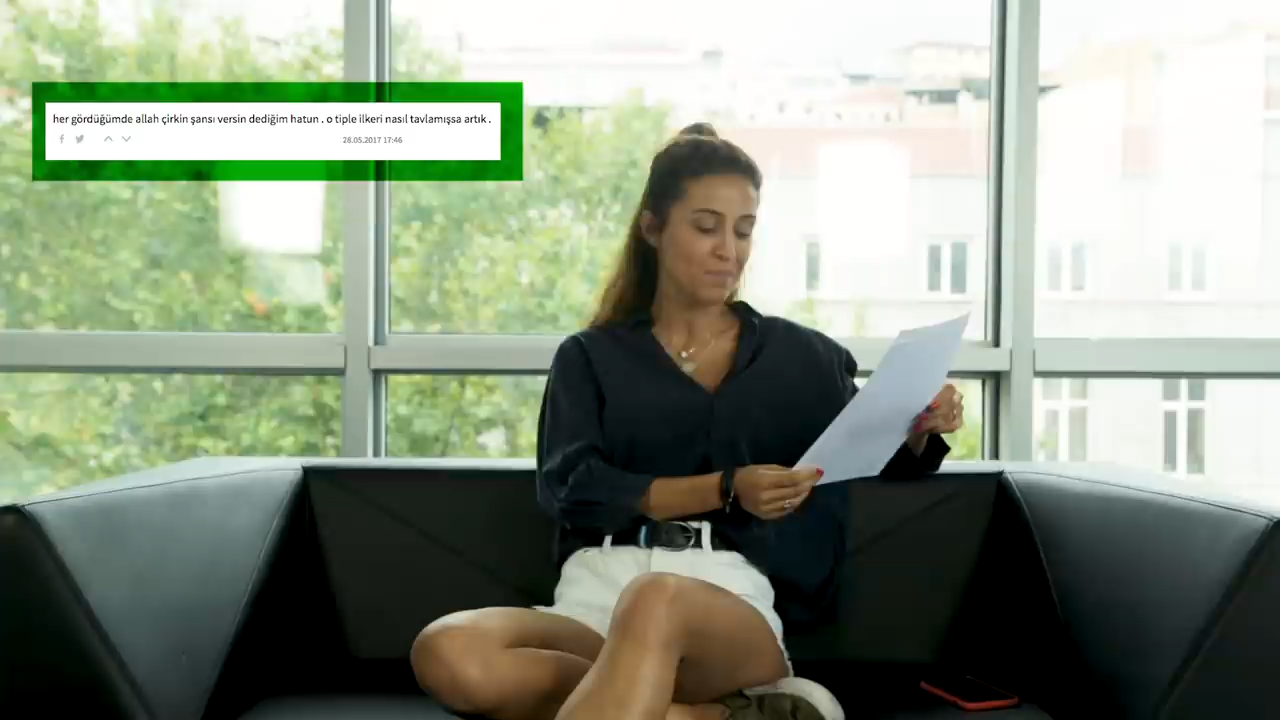 her gördüğümde allah çirkin şansı versin dediğim hatun . o tiple ilkeri nasıl tavlamışsa artık .
28.05.2017 17:46